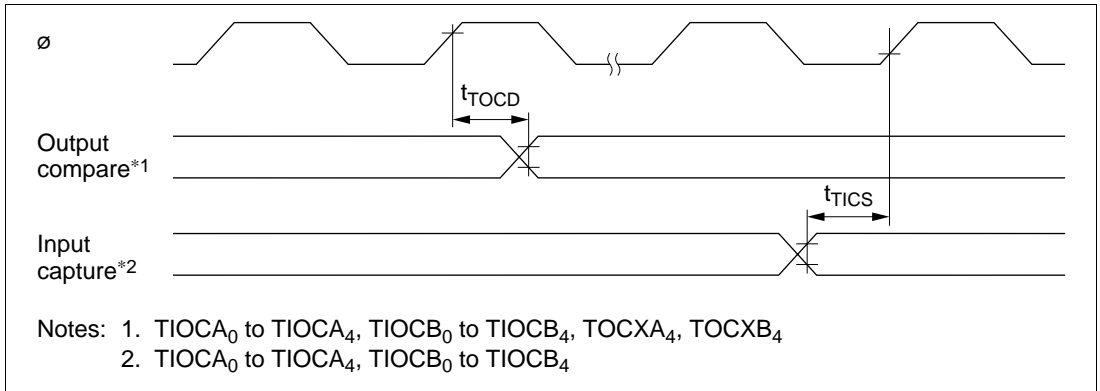 ø
tTOCD
Output
compare*1
tTICS
Input
capture*2
Notes: 1. TIOCA0 to TIOCA4, TIOCB0 to TIOCB4, TOCXA4, TOCXB4
2. TIOCA0 to TIOCA4, TIOCB0 to TIOCB4